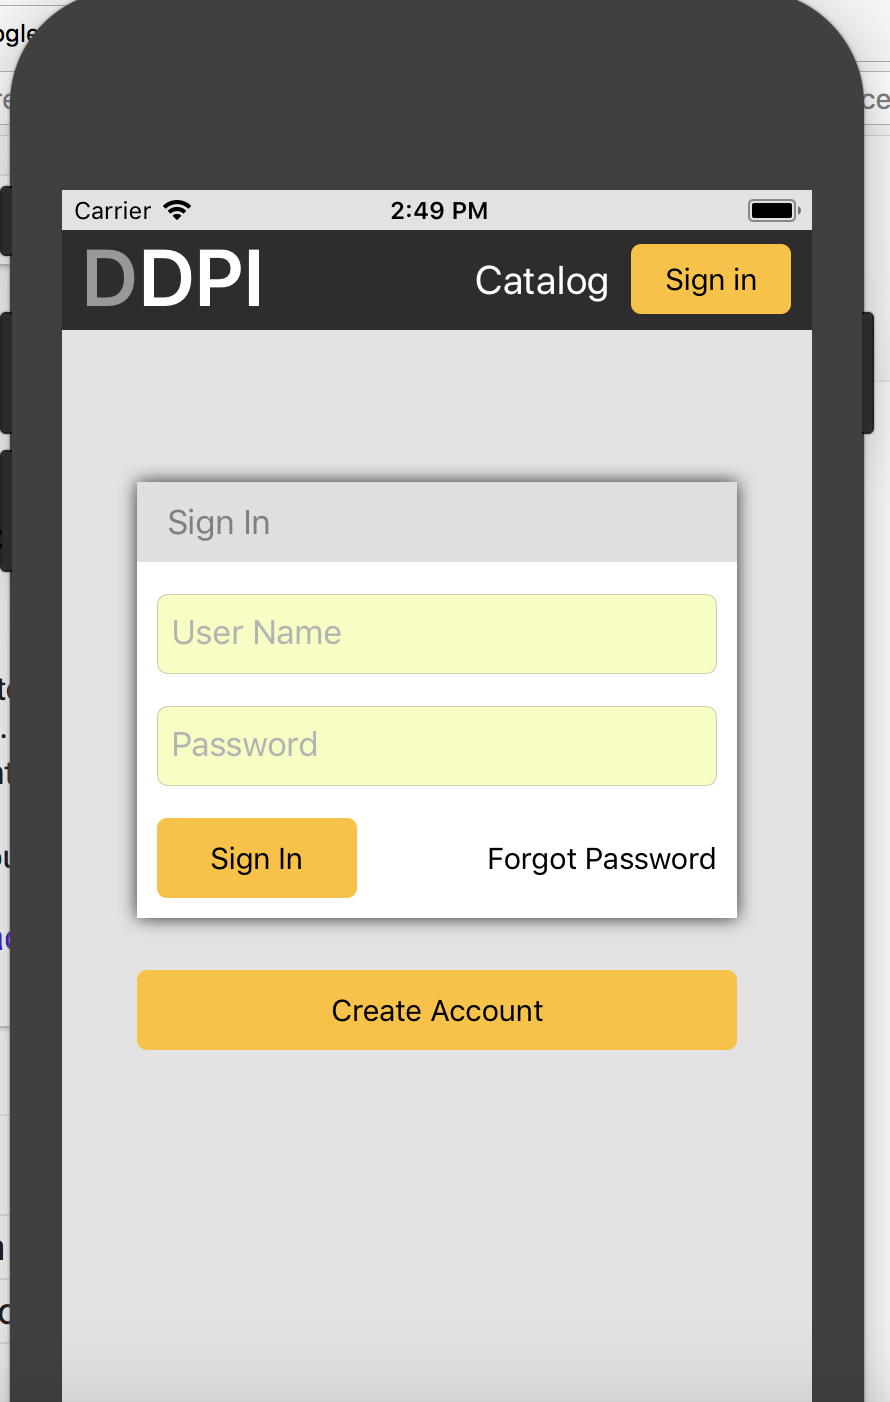 Carrier 2:49 PM
DDPI Catalog Sign in
Sign In
User Name
Password
Sign In Forgot Password
Create Account